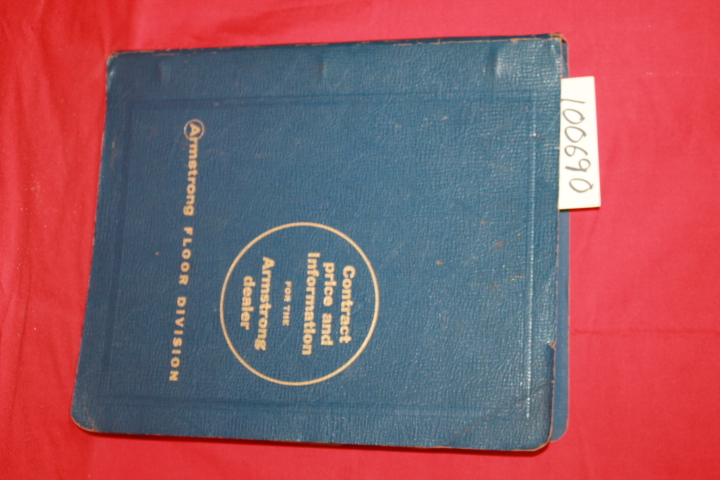 Contract
price and
Information
FOR THE
Armstrong
dealer
Armstrong FLOOR DIVISION
100690